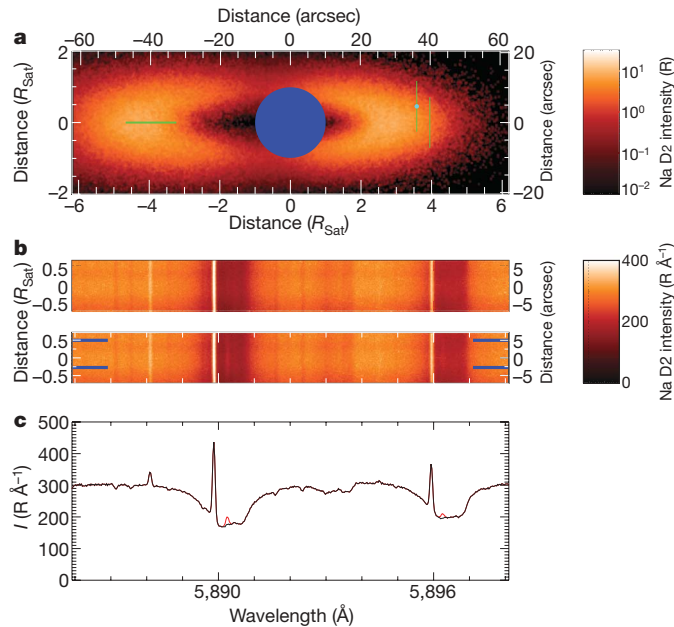 Distance (arcsec)
a
−60 −40 −20 0 20 40 60
2 1 0 −1 −2
Distance (R_Sat)
20 10 0 −10 −20
Distance (arcsec)
−6 −4 −2 0 2 4 6
Distance (R_Sat)
10¹ 10⁰ 10⁻¹ 10⁻²
Na D2 intensity (R)
b
0.5 0 −0.5
5 0 −5
0.5 0 −0.5
5 0 −5
Distance (R_Sat)
Distance (arcsec)
400 200 0
Na D2 intensity (R Å⁻¹)
c
500 400 300 200 100 0
I (R Å⁻¹)
5,890 5,896
Wavelength (Å)